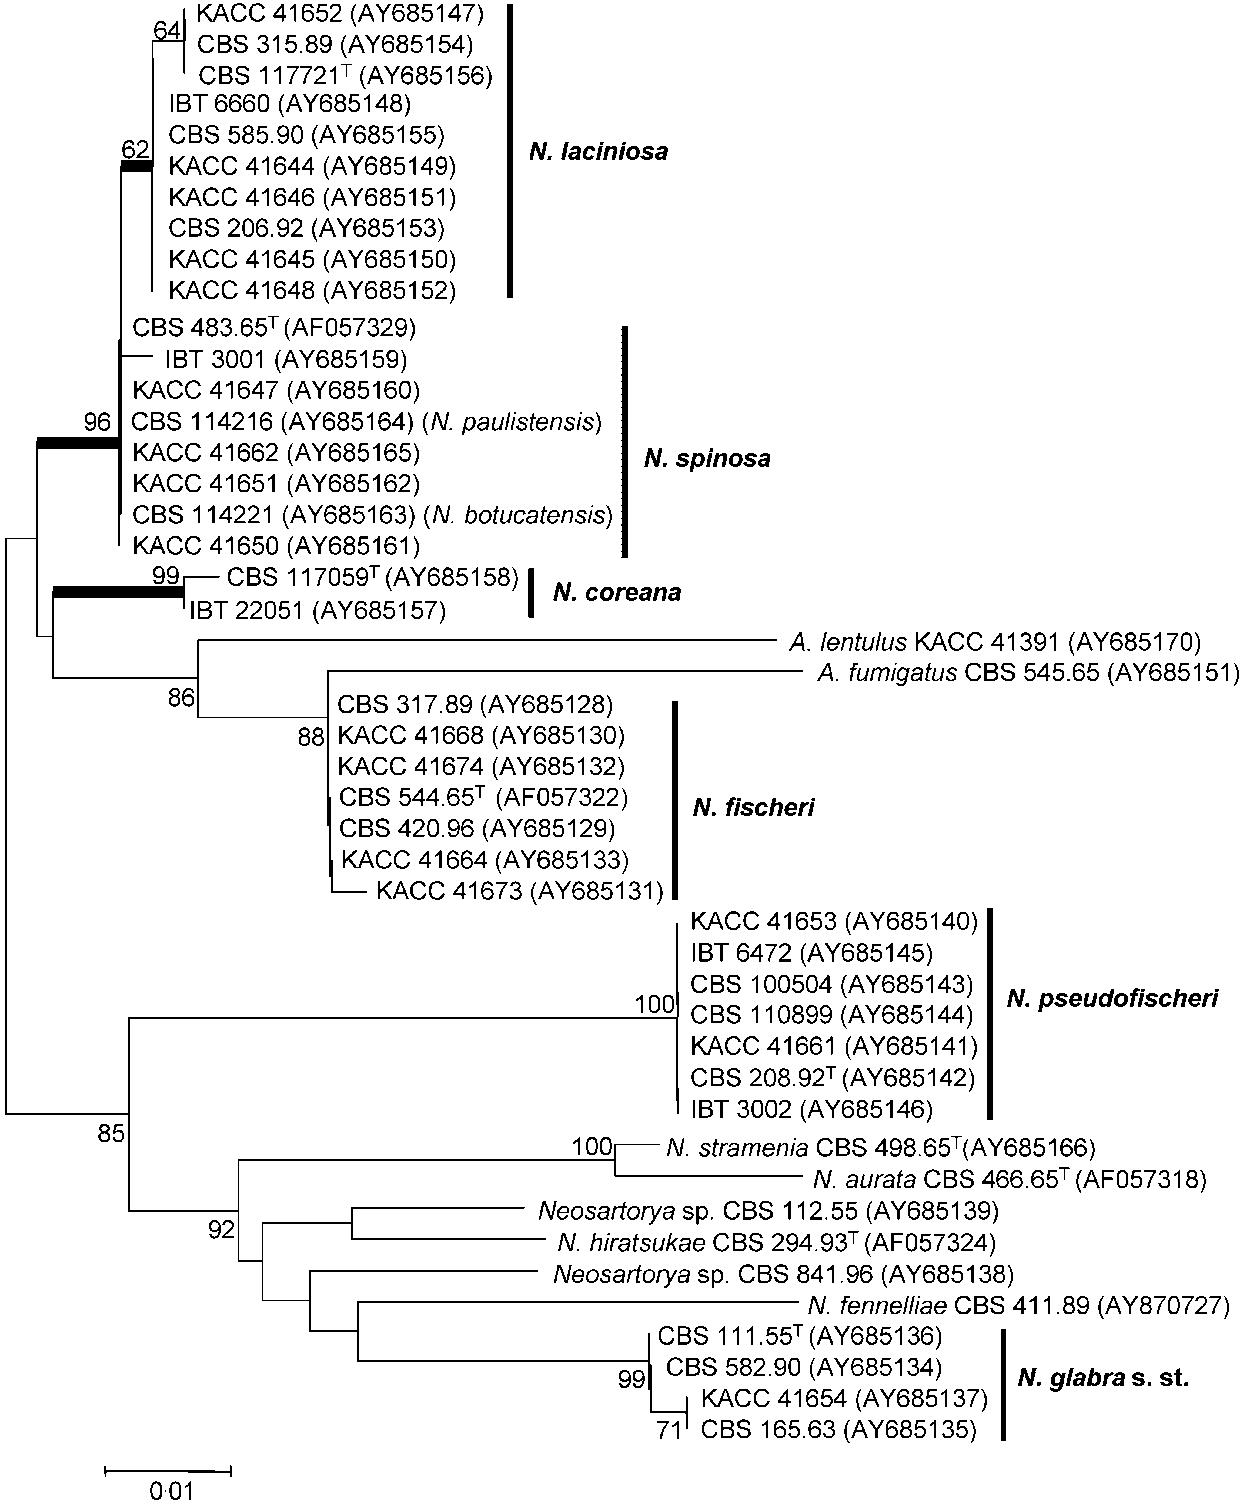 KACC 41652 (AY685147)
64
CBS 315.89 (AY685154)
CBS 117721T (AY685156)
IBT 6660 (AY685148)
CBS 585.90 (AY685155)
62
N. laciniosa
KACC 41644 (AY685149)
KACC 41646 (AY685151)
CBS 206.92 (AY685153)
KACC 41645 (AY685150)
KACC 41648 (AY685152)
CBS 483.65T (AF057329)
IBT 3001 (AY685159)
KACC 41647 (AY685160)
96
CBS 114216 (AY685164) (N. paulistensis)
KACC 41662 (AY685165)
N. spinosa
KACC 41651 (AY685162)
CBS 114221 (AY685163) (N. botucatensis)
KACC 41650 (AY685161)
99
CBS 117059T (AY685158)
N. coreana
IBT 22051 (AY685157)
A. lentulus KACC 41391 (AY685170)
A. fumigatus CBS 545.65 (AY685151)
86
CBS 317.89 (AY685128)
88
KACC 41668 (AY685130)
KACC 41674 (AY685132)
CBS 544.65T (AF057322)
N. fischeri
CBS 420.96 (AY685129)
KACC 41664 (AY685133)
KACC 41673 (AY685131)
KACC 41653 (AY685140)
IBT 6472 (AY685145)
CBS 100504 (AY685143)
100
N. pseudofischeri
CBS 110899 (AY685144)
KACC 41661 (AY685141)
CBS 208.92T (AY685142)
IBT 3002 (AY685146)
85
100
N. stramenia CBS 498.65T(AY685166)
N. aurata CBS 466.65T (AF057318)
Neosartorya sp. CBS 112.55 (AY685139)
92
N. hiratsukae CBS 294.93T (AF057324)
Neosartorya sp. CBS 841.96 (AY685138)
N. fennelliae CBS 411.89 (AY870727)
CBS 111.55T (AY685136)
CBS 582.90 (AY685134)
99
N. glabra s. st.
KACC 41654 (AY685137)
71
CBS 165.63 (AY685135)
0·01